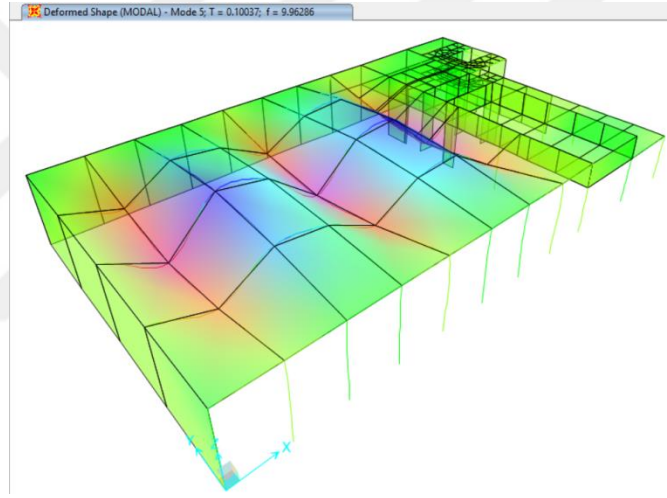 Deformed Shape (MODAL) - Mode 5; T = 0.10037; f = 9.96286
Y
Z
X